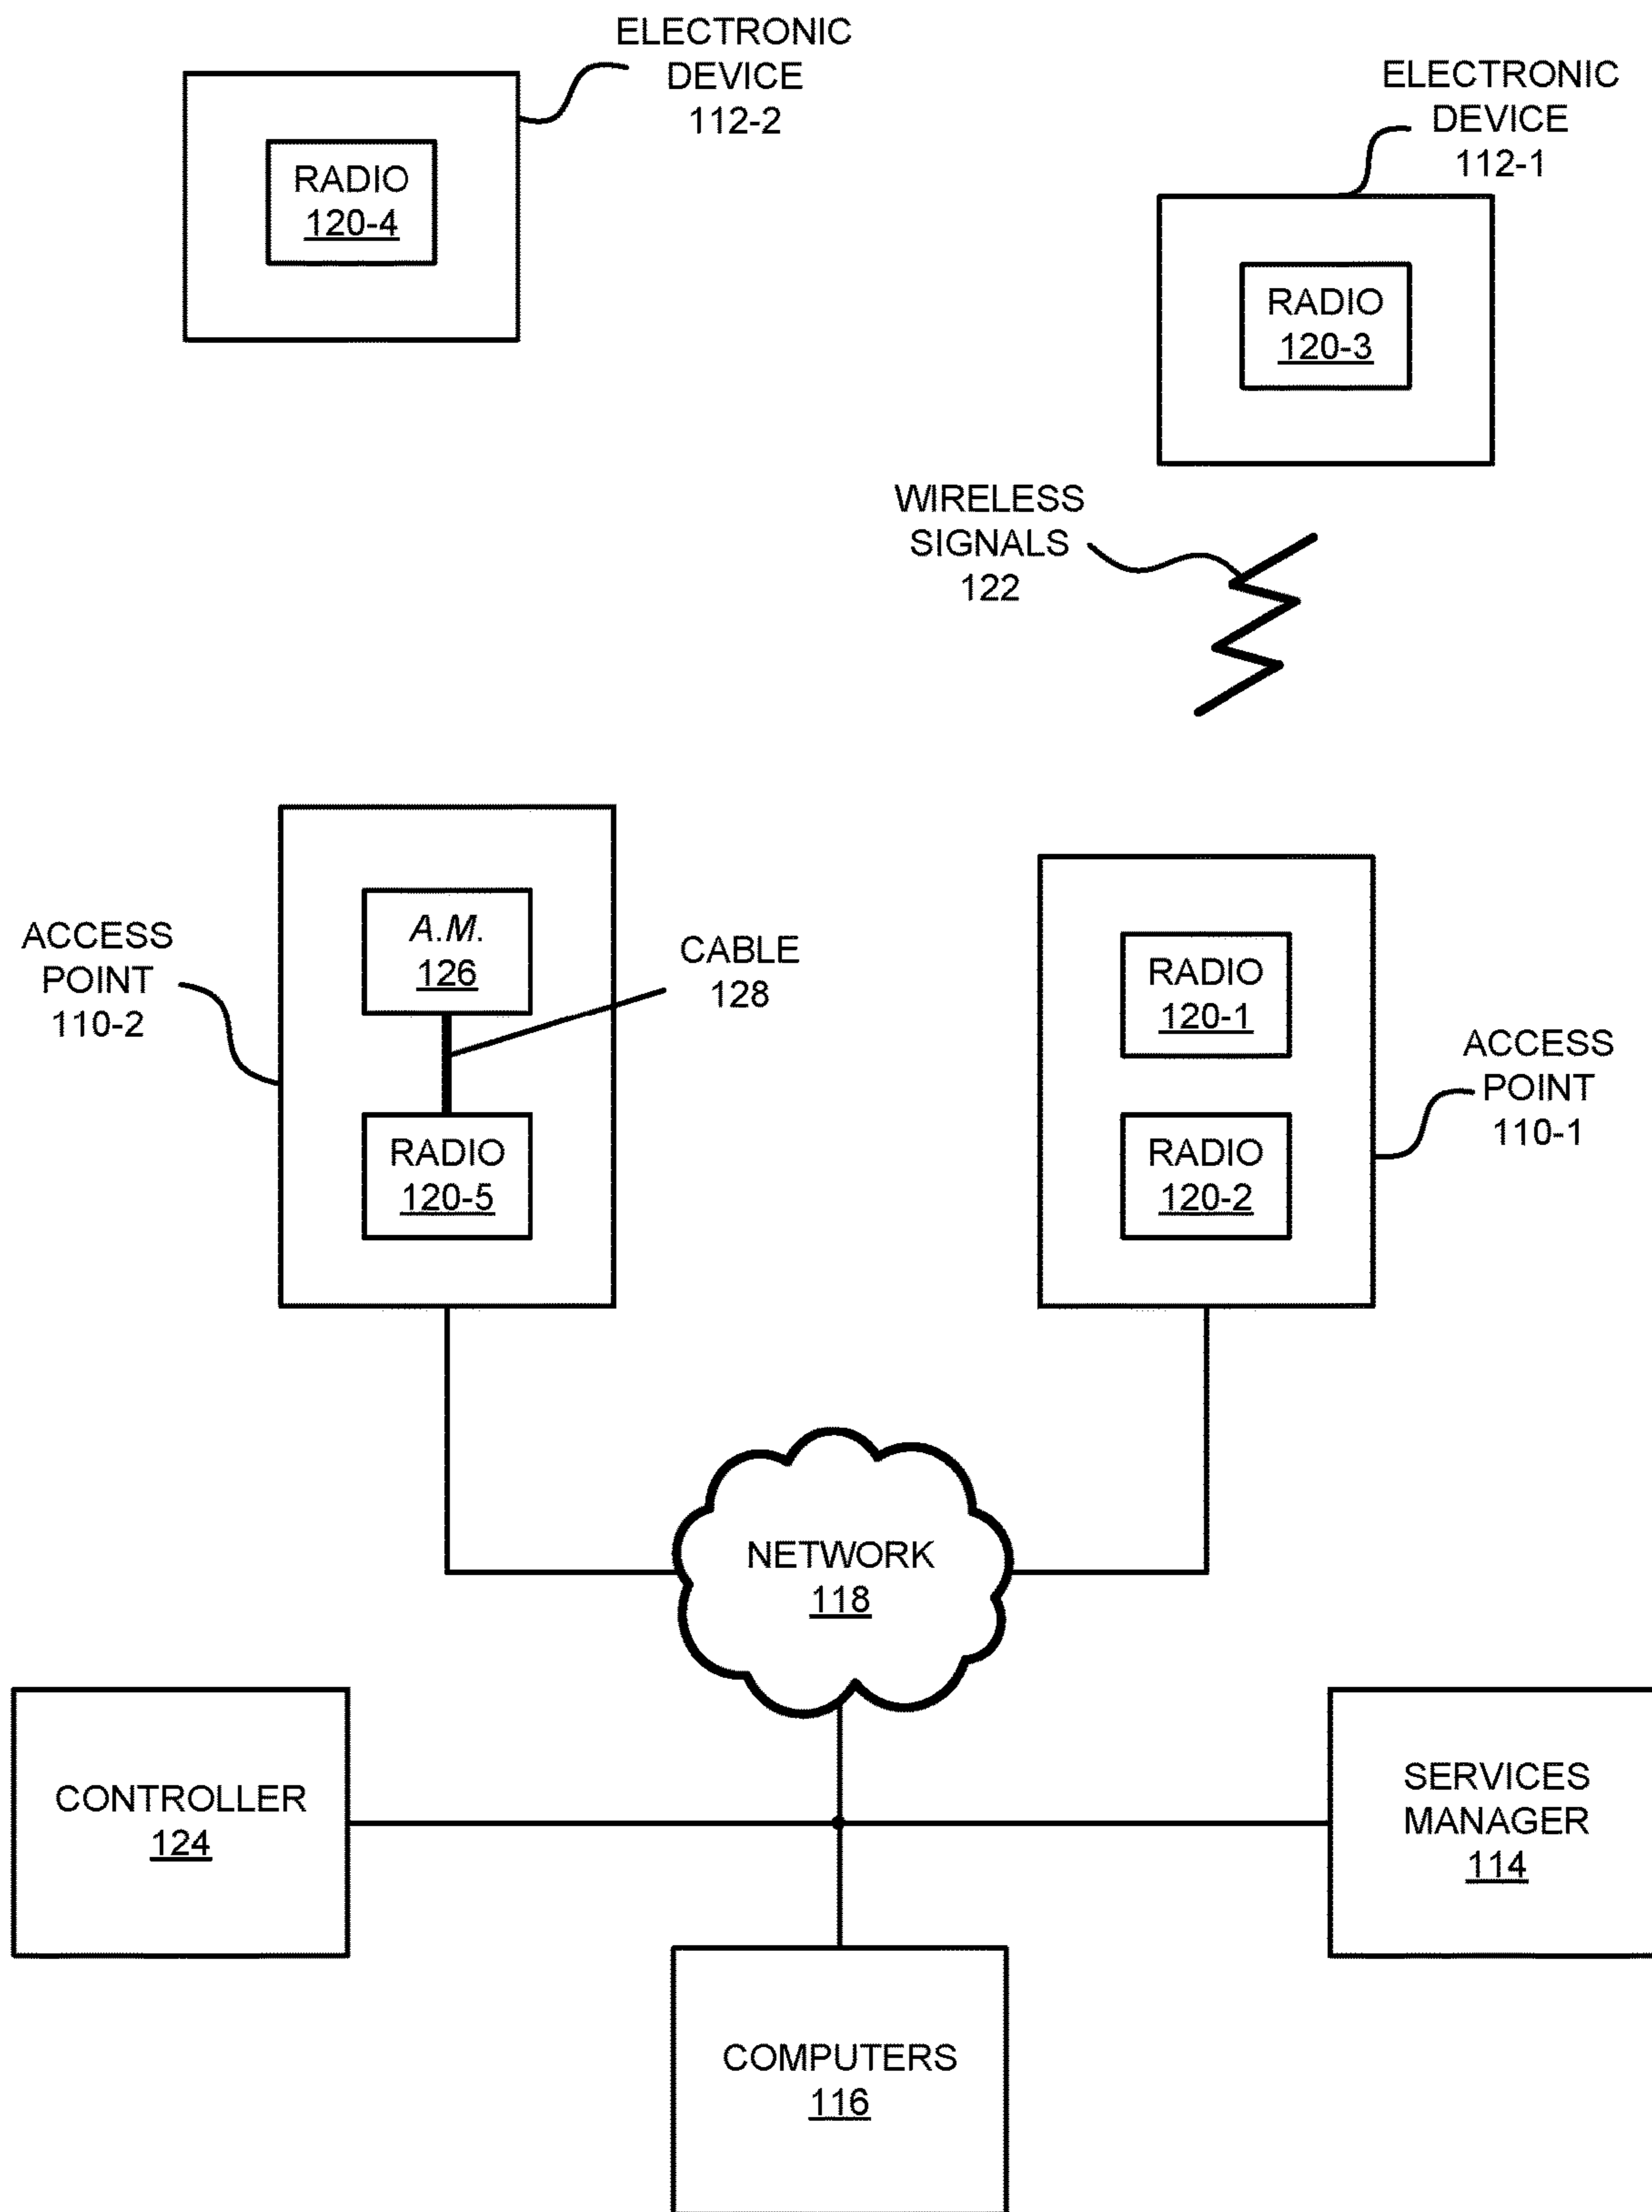 ELECTRONIC
DEVICE
112-2
ELECTRONIC
DEVICE
112-1
RADIO
120-4
RADIO
120-3
WIRELESS
SIGNALS
122
ACCESS
POINT
110-2
A.M.
126
CABLE
128
RADIO
120-5
RADIO
120-1
RADIO
120-2
ACCESS
POINT
110-1
NETWORK
118
CONTROLLER
124
SERVICES
MANAGER
114
COMPUTERS
116